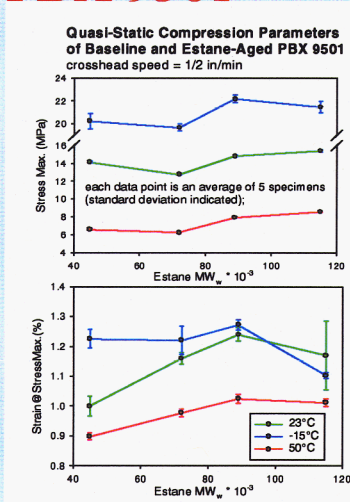 PBX 9501
Quasi-Static Compression Parameters
of Baseline and Estane-Aged PBX 9501
crosshead speed = 1/2 in/min
24
22
20
16
14
12
10
8
6
4
Stress Max. (MPa)
each data point is an average of 5 specimens
(standard deviation indicated);
40 60 80 100 120
Estane MWw * 10-3
1.4
1.3
1.2
1.1
1.0
0.9
0.8
Strain@StressMax.(%)
23°C
-15°C
50°C
40 60 80 100 120
Estane MWw * 10-3